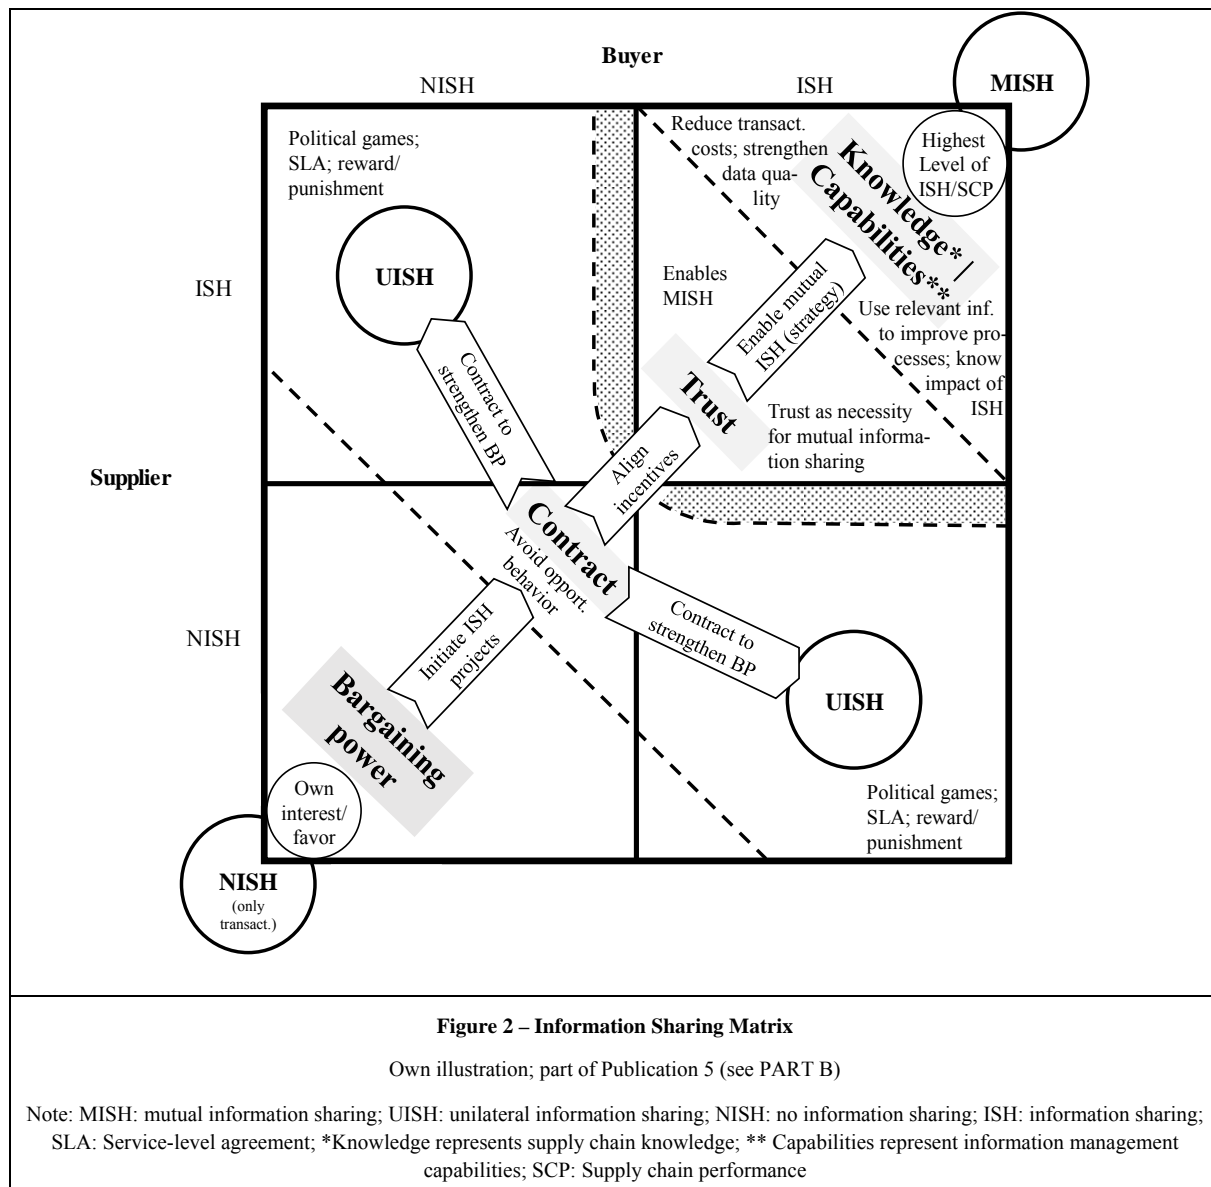 Buyer
NISH
ISH
MISH
Political games;
SLA; reward/
punishment
Reduce transact.
costs; strengthen
data qua-
lity
Knowledge* /
Capabilities**
Highest
Level of
ISH/SCP
UISH
ISH
Enables
MISH
Enable mutual
ISH (strategy)
Use relevant inf.
to improve pro-
cesses; know
impact of
ISH
Contract to
strengthen BP
Trust
Trust as necessity
for mutual informa-
tion sharing
Align
incentives
Supplier
Contract
Avoid opport.
behavior
NISH
Initiate ISH
projects
Contract to
strengthen BP
UISH
Bargaining
power
Own
interest/
favor
Political games;
SLA; reward/
punishment
NISH
(only
transact.)
Figure 2 – Information Sharing Matrix
Own illustration; part of Publication 5 (see PART B)
Note: MISH: mutual information sharing; UISH: unilateral information sharing; NISH: no information sharing; ISH: information sharing;
SLA: Service-level agreement; *Knowledge represents supply chain knowledge; ** Capabilities represent information management
capabilities; SCP: Supply chain performance